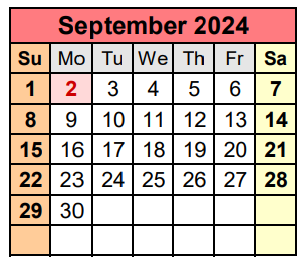 September 2024
Su Mo Tu We Th Fr Sa
1 2 3 4 5 6 7
8 9 10 11 12 13 14
15 16 17 18 19 20 21
22 23 24 25 26 27 28
29 30